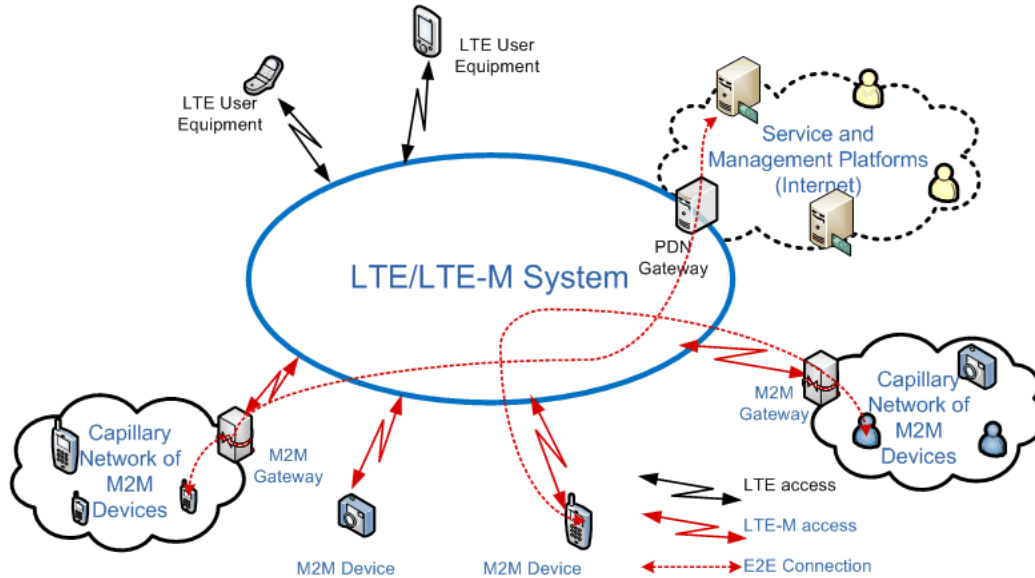 LTE User
Equipment
LTE User
Equipment
Service and
Management Platforms
(Internet)
PDN
Gateway
LTE/LTE-M System
M2M
Gateway
Capillary
Network of
M2M
Devices
Capillary
Network of
M2M
Devices
M2M
Gateway
M2M Device
M2M Device
LTE access
LTE-M access
E2E Connection